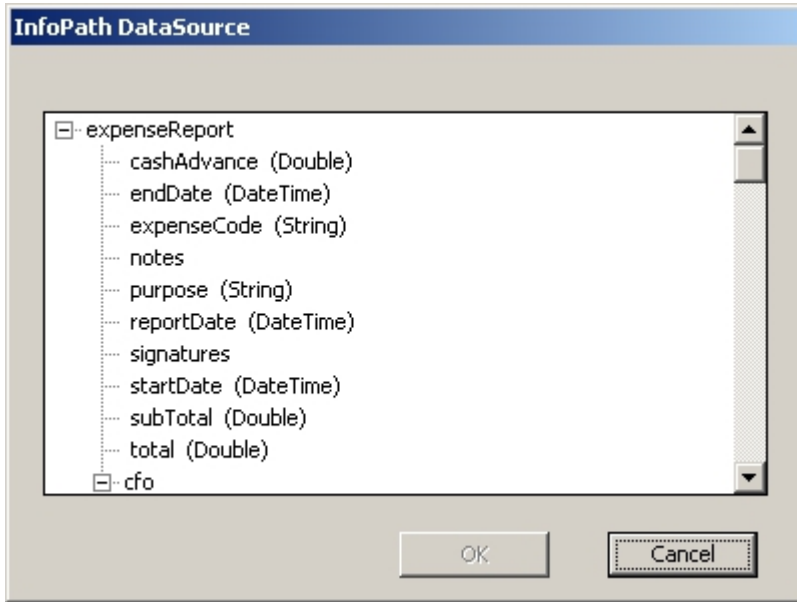 InfoPath DataSource
expenseReport
cashAdvance (Double)
endDate (DateTime)
expenseCode (String)
notes
purpose (String)
reportDate (DateTime)
signatures
startDate (DateTime)
subTotal (Double)
total (Double)
cfo
OK Cancel